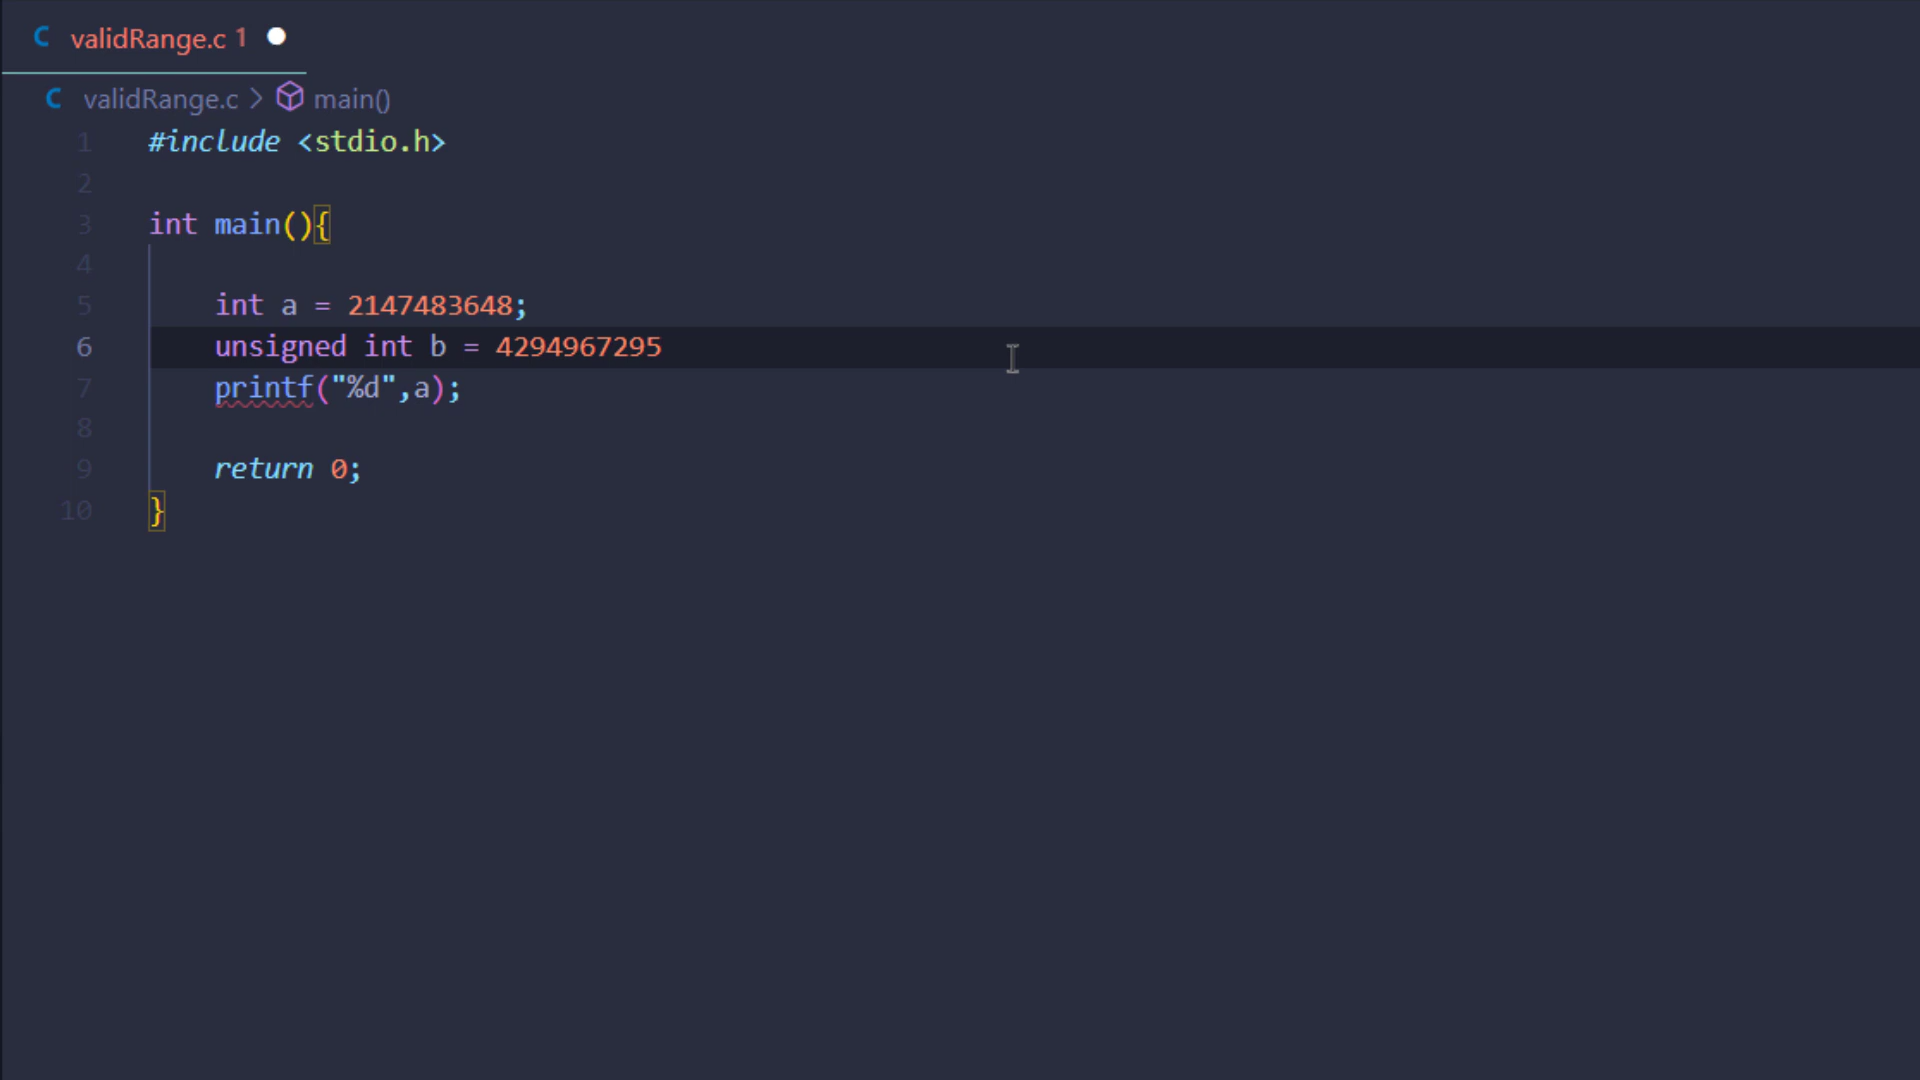 C validRange.c 1
C validRange.c > main()
1 #include <stdio.h>
2
3 int main(){
4
5 int a = 2147483648;
6 unsigned int b = 4294967295
7 printf("%d",a);
8
9 return 0;
10 }